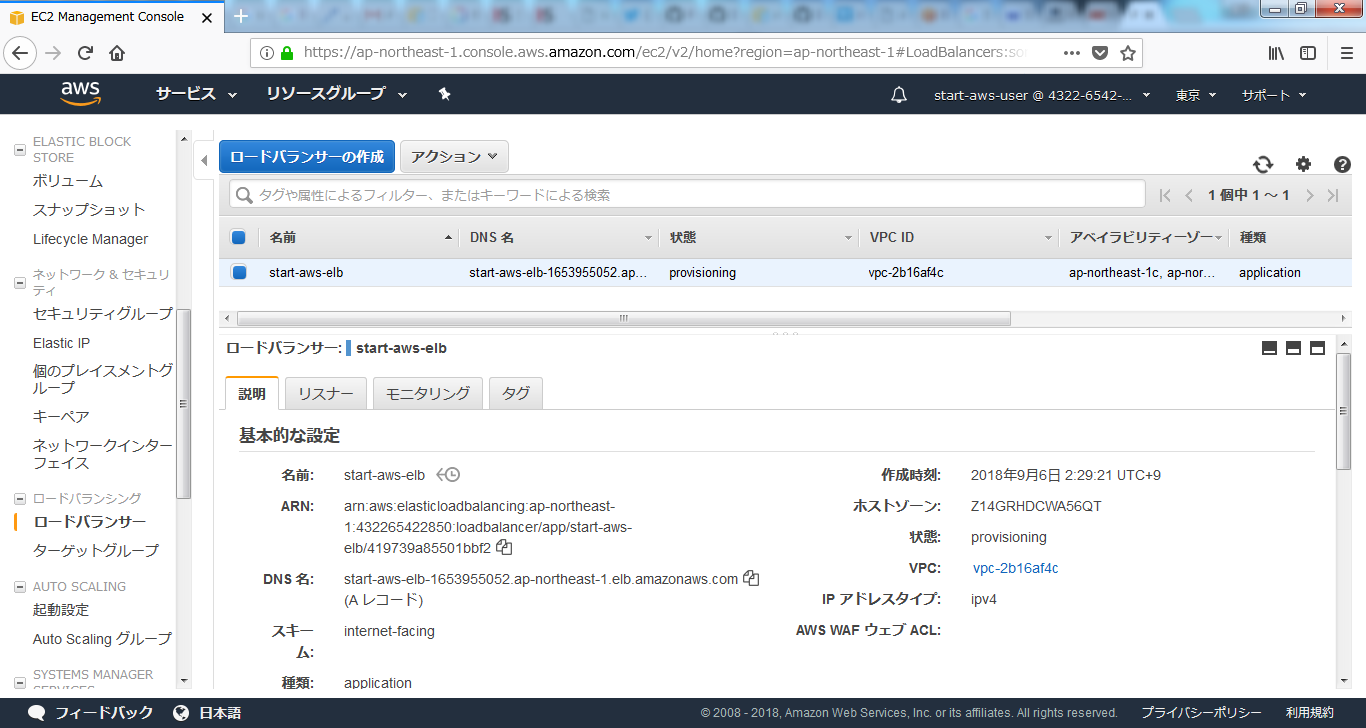 EC2 Management Console
https://ap-northeast-1.console.aws.amazon.com/ec2/v2/home?region=ap-northeast-1#LoadBalancers:so
aws サービス リソースグループ start-aws-user @ 4322-6542-... 東京 サポート
ELASTIC BLOCK
STORE
ボリューム
スナップショット
Lifecycle Manager
ネットワーク & セキュリ
ティ
セキュリティグループ
Elastic IP
個のプレイスメントグ
ループ
キーペア
ネットワークインター
フェイス
ロードバランシング
ロードバランサー
ターゲットグループ
AUTO SCALING
起動設定
Auto Scaling グループ
SYSTEMS MANAGER
SERVICES
ロードバランサーの作成 アクション
タグや属性によるフィルター、またはキーワードによる検索 1 個中 1 ~ 1
名前 DNS 名 状態 VPC ID アベイラビリティーゾー 種類
start-aws-elb start-aws-elb-1653955052.ap... provisioning vpc-2b16af4c ap-northeast-1c, ap-nor... application
ロードバランサー: start-aws-elb
説明 リスナー モニタリング タグ
基本的な設定
名前: start-aws-elb
ARN: arn:aws:elasticloadbalancing:ap-northeast-
1:432265422850:loadbalancer/app/start-aws-
elb/419739a85501bbf2
DNS 名: start-aws-elb-1653955052.ap-northeast-1.elb.amazonaws.com
(A レコード)
スキー internet-facing
ム:
種類: application
作成時刻: 2018年9月6日 2:29:21 UTC+9
ホストゾーン: Z14GRHDCWA56QT
状態: provisioning
VPC: vpc-2b16af4c
IP アドレスタイプ: ipv4
AWS WAF ウェブ ACL:
フィードバック 日本語 © 2008 - 2018, Amazon Web Services, Inc. or its affiliates. All rights reserved. プライバシーポリシー 利用規約